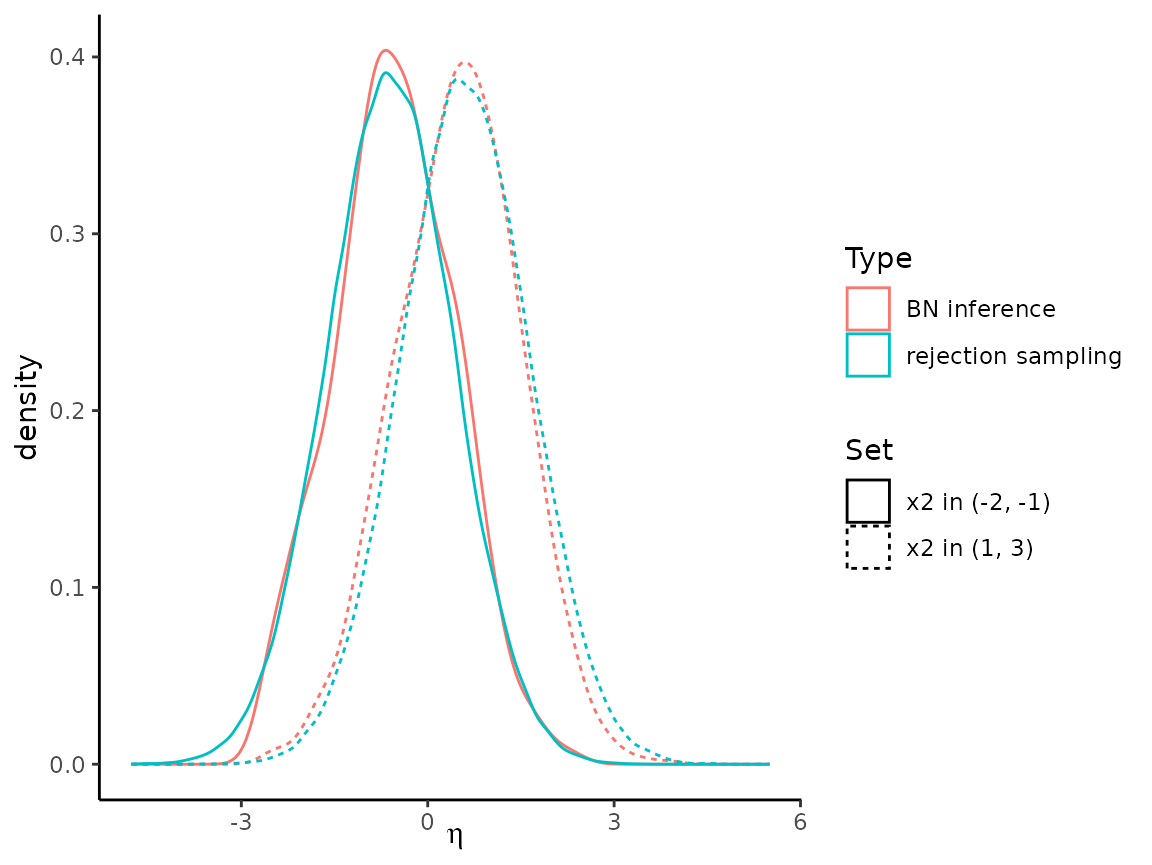 0.4
0.3
0.2
0.1
0.0
density
-3
0
3
6
η
Type
BN inference
rejection sampling
Set
x2 in (-2, -1)
x2 in (1, 3)